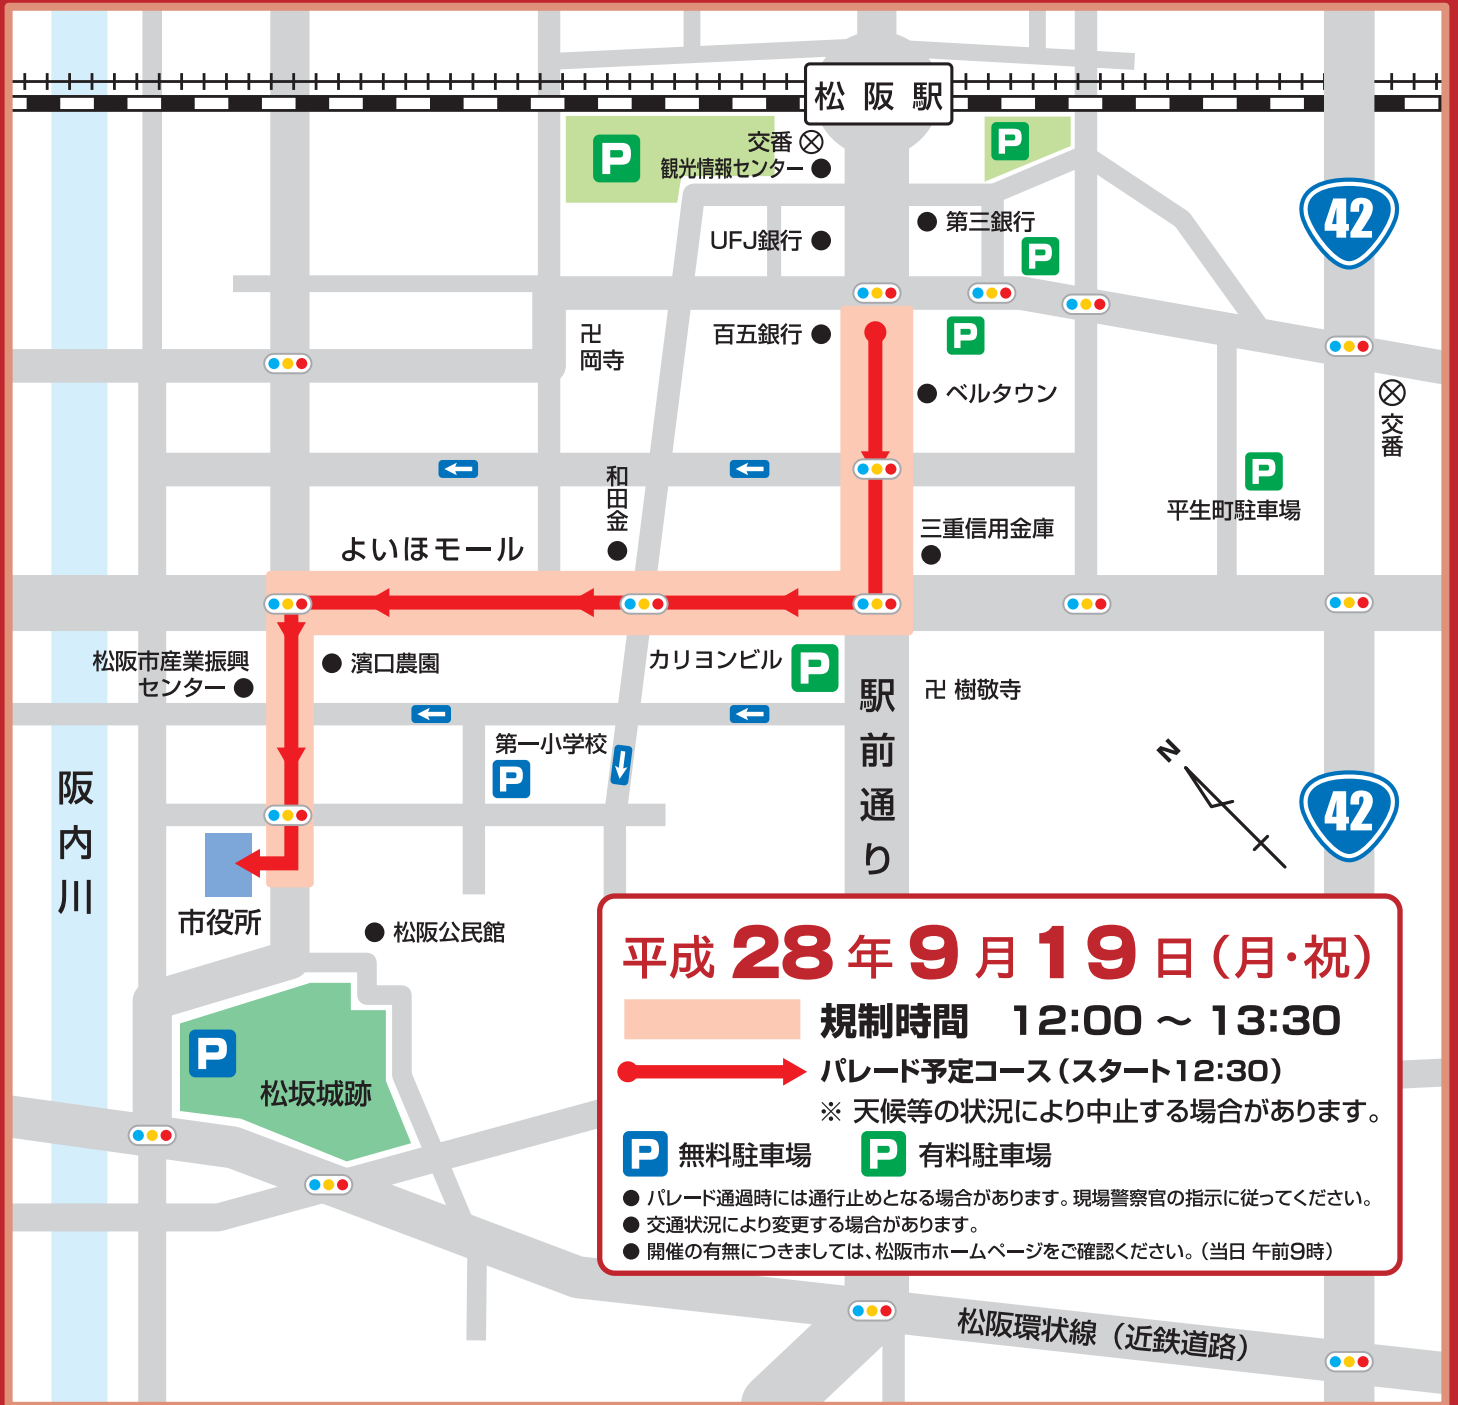 松阪駅
P
交番
観光情報センター
P
42
第三銀行
UFJ銀行
P
百五銀行
P
卍
岡寺
ベルタウン
交番
和田金
P
平生町駐車場
三重信用金庫
よいほモール
松阪市産業振興
センター
濱口農園
カリヨンビル
P
駅前通り
卍 樹敬寺
第一小学校
P
N
阪内川
42
市役所
松阪公民館
P
松坂城跡
平成28年9月19日(月・祝)
規制時間 12:00 ～ 13:30
パレード予定コース(スタート12:30)
※ 天候等の状況により中止する場合があります。
P 無料駐車場
P 有料駐車場
● パレード通過時には通行止めとなる場合があります。現場警察官の指示に従ってください。
● 交通状況により変更する場合があります。
● 開催の有無につきましては、松阪市ホームページをご確認ください。(当日 午前9時)
松阪環状線(近鉄道路)